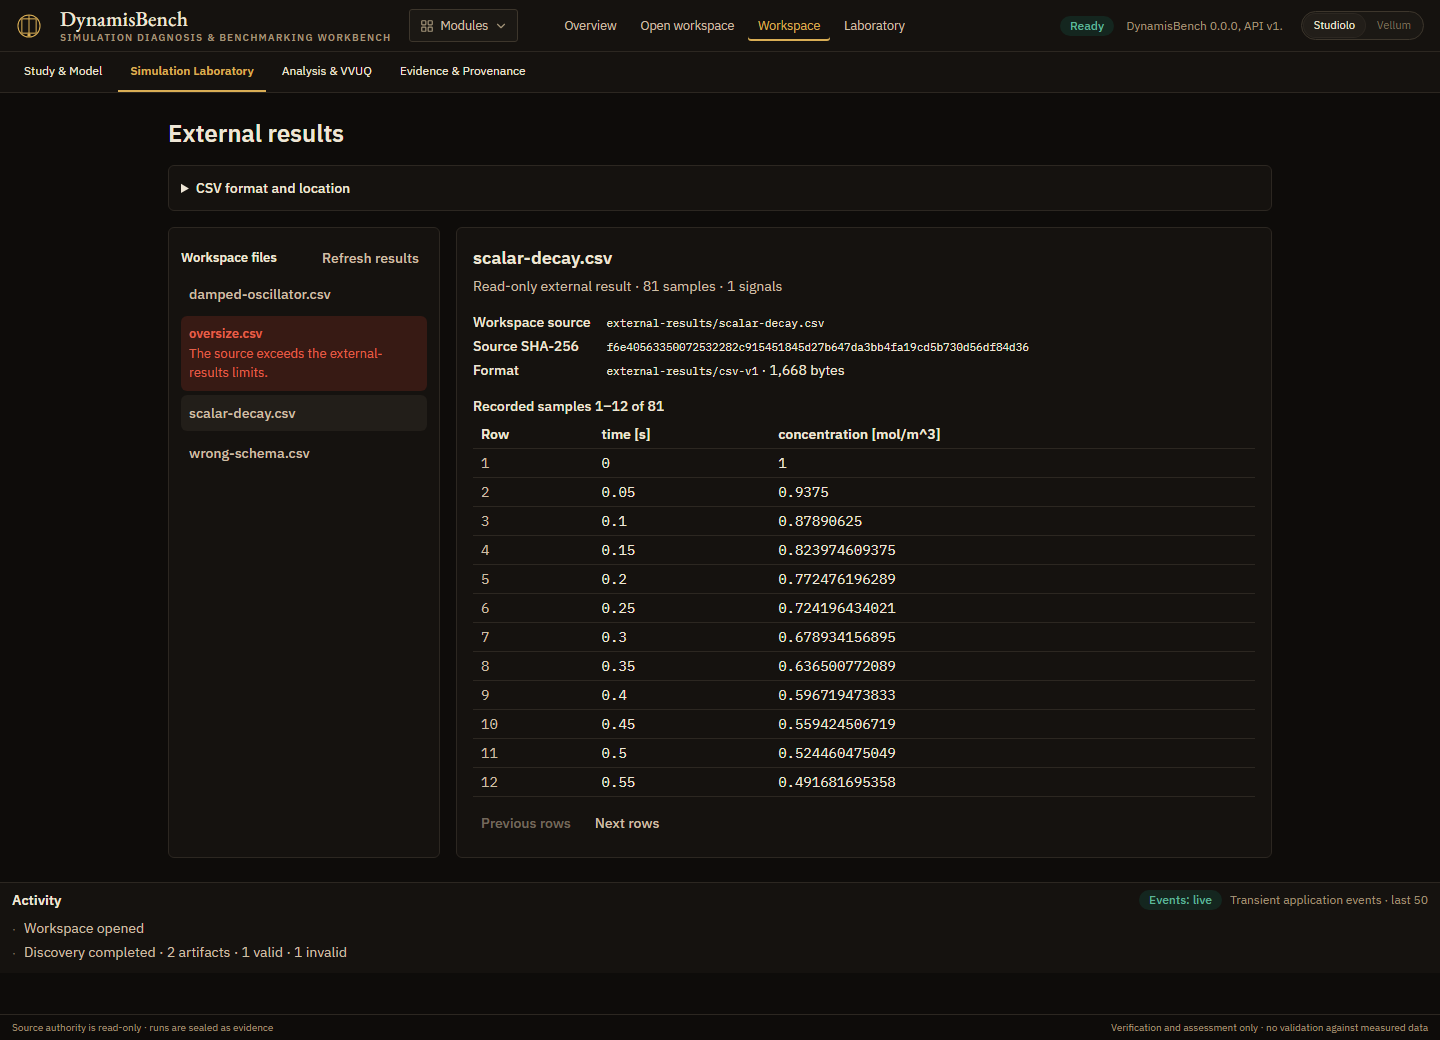 DynamisBench
SIMULATION DIAGNOSIS & BENCHMARKING WORKBENCH
Modules
Overview
Open workspace
Workspace
Laboratory
Ready
DynamisBench 0.0.0, API v1.
Studiolo
Vellum
Study & Model
Simulation Laboratory
Analysis & VVUQ
Evidence & Provenance
External results
CSV format and location
Workspace files
Refresh results
damped-oscillator.csv
oversize.csv
The source exceeds the external-
results limits.
scalar-decay.csv
wrong-schema.csv
scalar-decay.csv
Read-only external result · 81 samples · 1 signals
Workspace source external-results/scalar-decay.csv
Source SHA-256 f6e40563350072532282c915451845d27b647da3bb4fa19cd5b730d56df84d36
Format external-results/csv-v1 · 1,668 bytes
Recorded samples 1–12 of 81
Row time [s] concentration [mol/m^3]
1 0 1
2 0.05 0.9375
3 0.1 0.87890625
4 0.15 0.823974609375
5 0.2 0.772476196289
6 0.25 0.724196434021
7 0.3 0.678934156895
8 0.35 0.636500772089
9 0.4 0.596719473833
10 0.45 0.559424506719
11 0.5 0.524460475049
12 0.55 0.491681695358
Previous rows
Next rows
Activity
Events: live
Transient application events · last 50
· Workspace opened
· Discovery completed · 2 artifacts · 1 valid · 1 invalid
Source authority is read-only · runs are sealed as evidence
Verification and assessment only · no validation against measured data